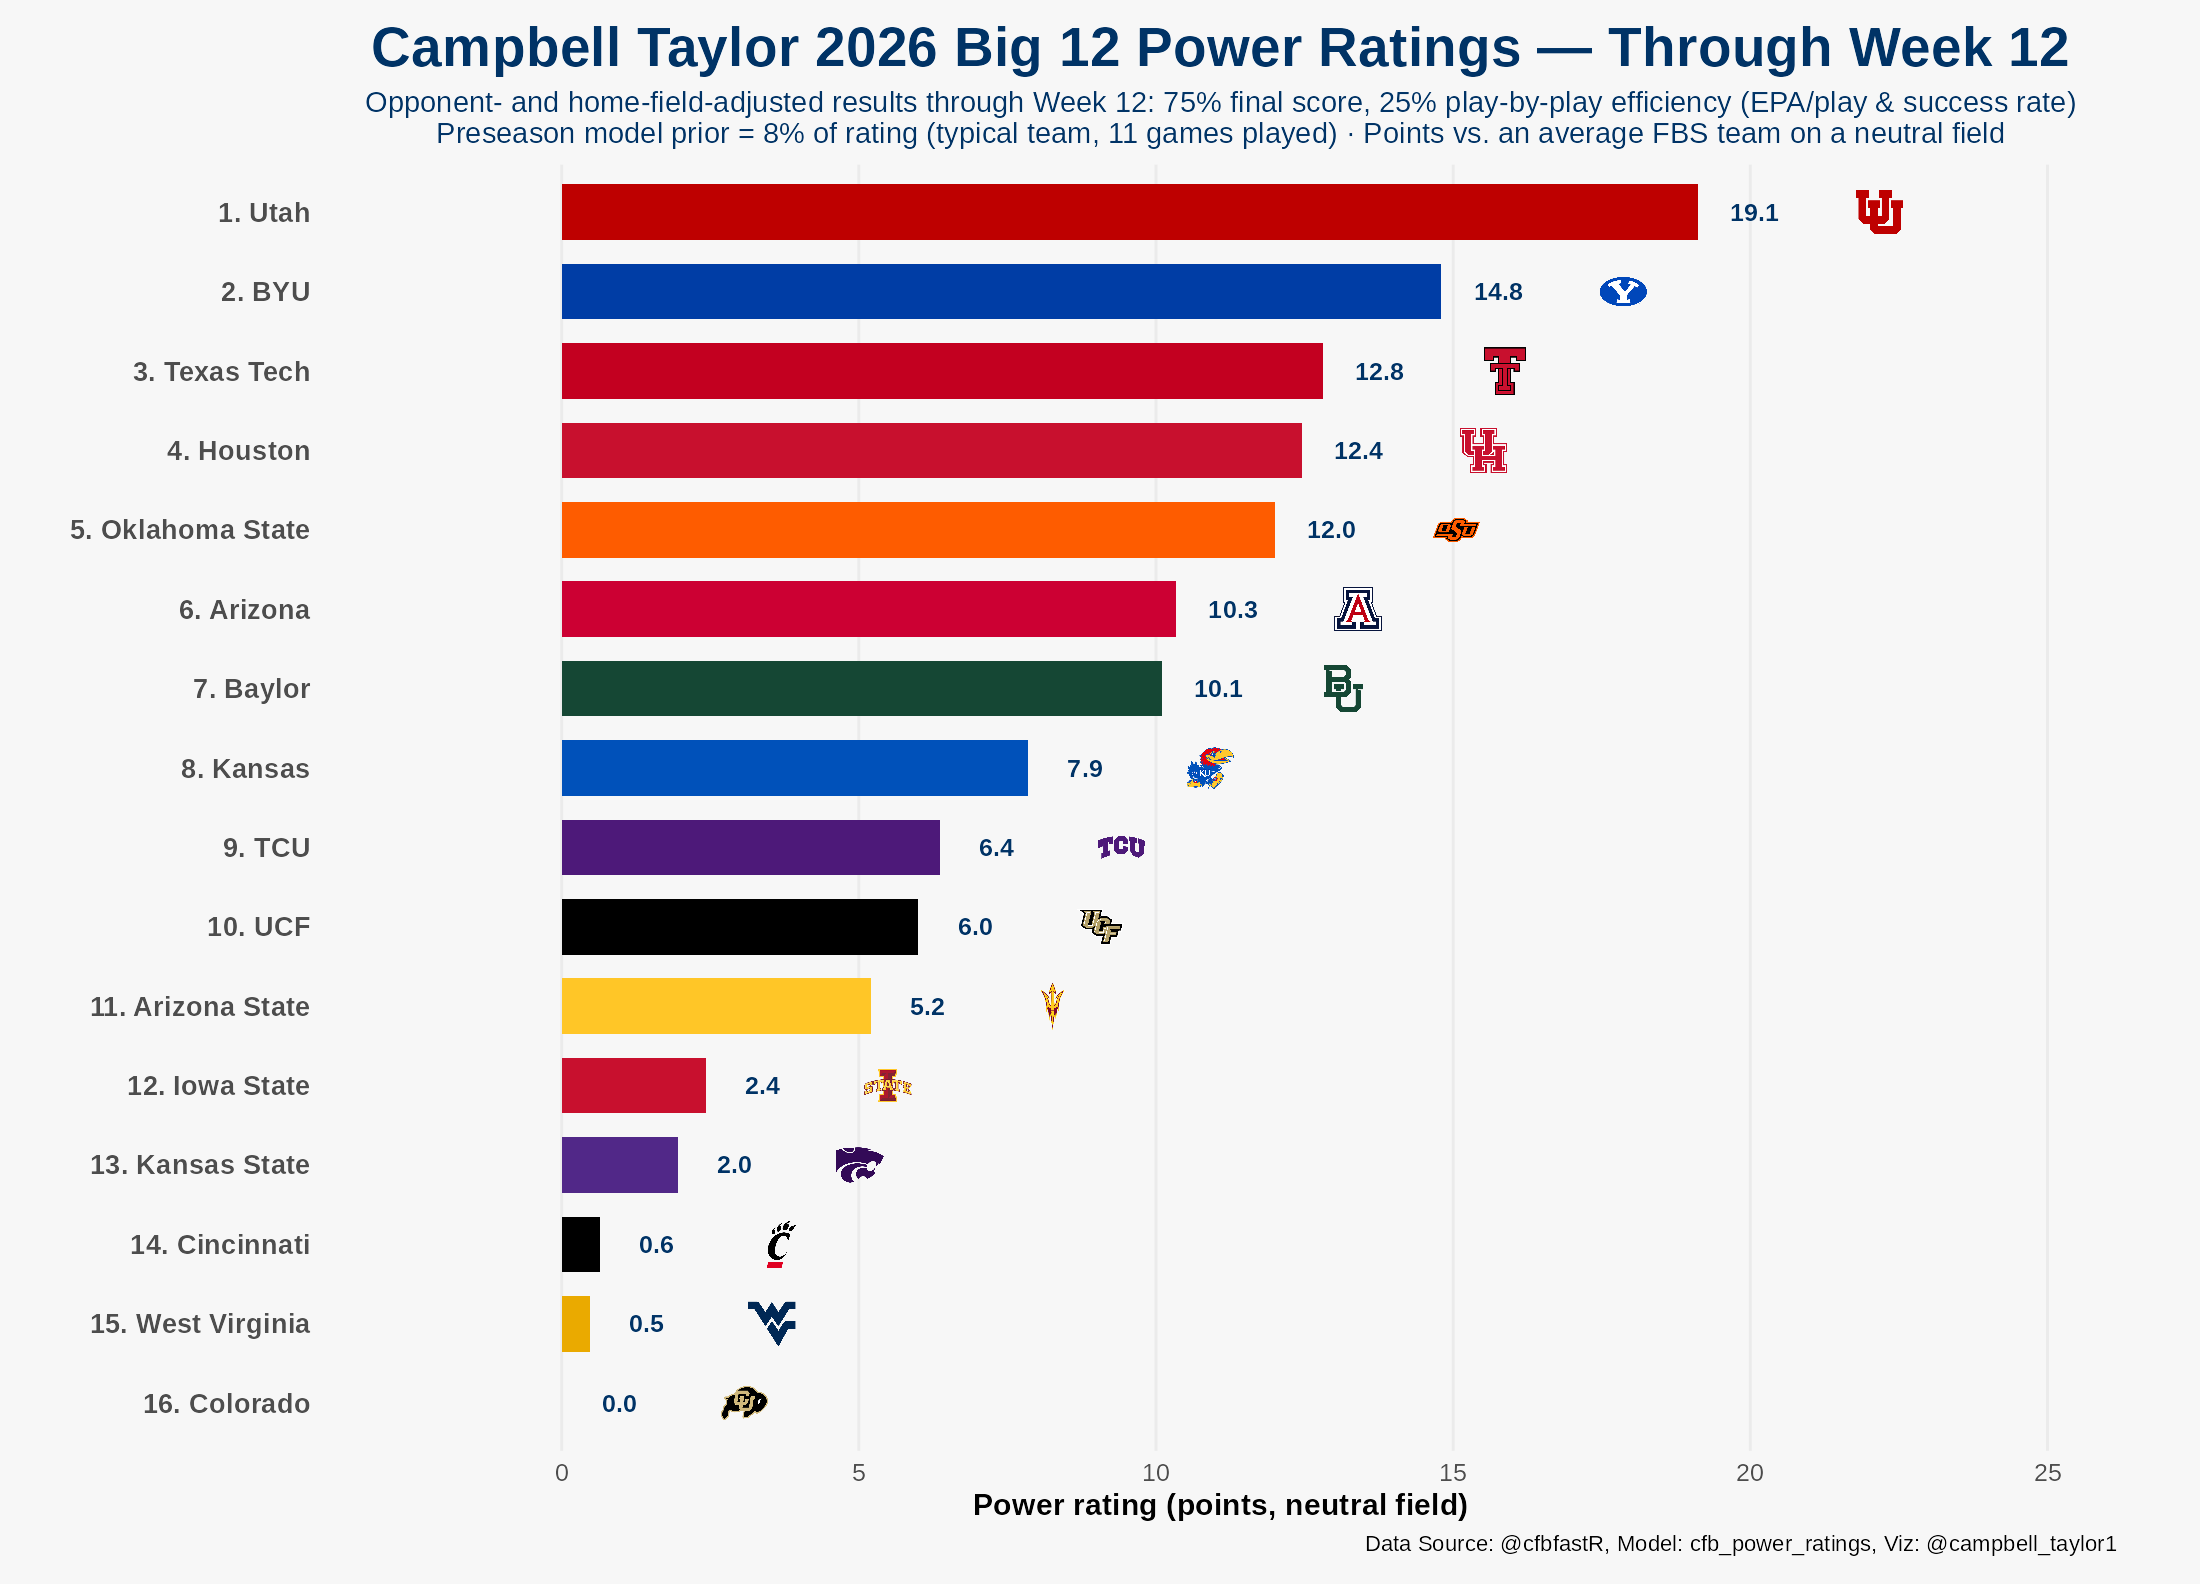 Campbell Taylor 2026 Big 12 Power Ratings — Through Week 12
Opponent- and home-field-adjusted results through Week 12: 75% final score, 25% play-by-play efficiency (EPA/play & success rate)
Preseason model prior = 8% of rating (typical team, 11 games played) · Points vs. an average FBS team on a neutral field
1. Utah 19.1
2. BYU 14.8
3. Texas Tech 12.8
4. Houston 12.4
5. Oklahoma State 12.0
6. Arizona 10.3
7. Baylor 10.1
8. Kansas 7.9
9. TCU 6.4 TCU
10. UCF 6.0 UCF
11. Arizona State 5.2
12. Iowa State 2.4 STATE
13. Kansas State 2.0
14. Cincinnati 0.6
15. West Virginia 0.5
16. Colorado 0.0 CU
0 5 10 15 20 25
Power rating (points, neutral field)
Data Source: @cfbfastR, Model: cfb_power_ratings, Viz: @campbell_taylor1